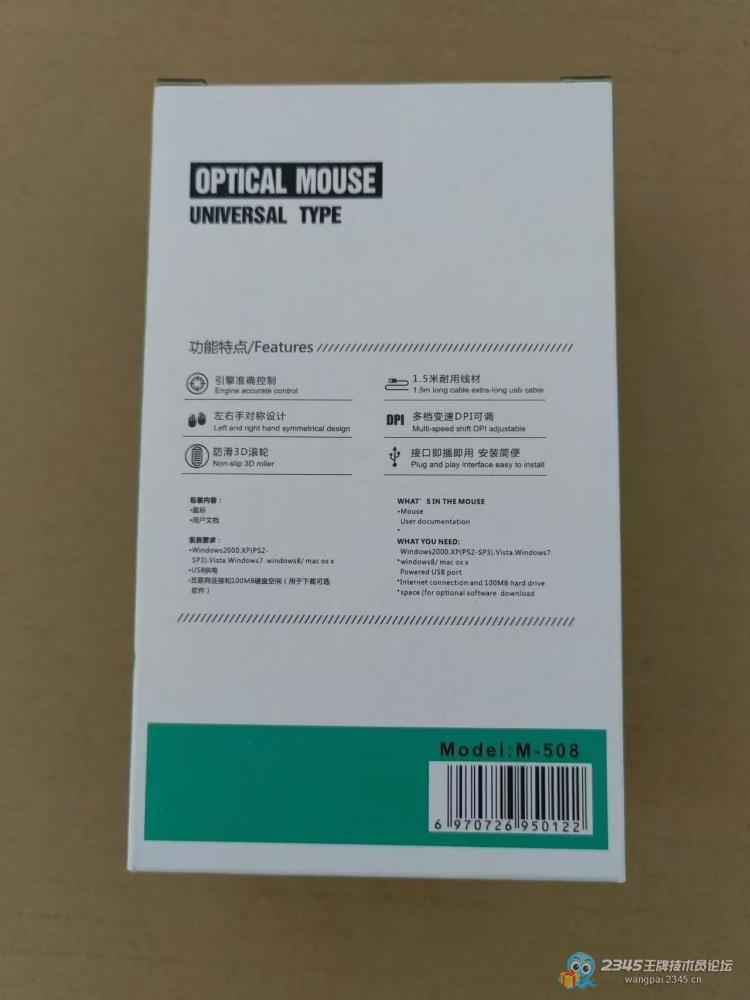 OPTICAL MOUSE
UNIVERSAL TYPE
功能特点/Features
引擎准确控制
Engine accurate control
左右手对称设计
Left and right hand symmetrical design
防滑3D滚轮
Non-slip 3D roller
1.5米耐用线材
1.5m long cable extra-long usb cable
DPI
多档变速DPI可调
Multi-speed shift DPI adjustable
接口即插即用 安装简便
Plug and play interface easy to install
包装内容：
•鼠标
•用户文档
系统要求：
•Windows2000.XP(PS2-
SP3).Vista.Windows7. windows8/ mac os x
•USB供电
•互联网连接和100MB硬盘空间（用于下载可选
软件）
WHAT' S IN THE MOUSE
•Mouse
User documentation
•
WHAT YOU NEED:
Windows2000.XP(PS2-SP3).Vista.Windows7.
•windows8/ mac os x
Powered USB port
•Internet connection and 100MB hard drive
•space (for optional software download
Model:M-508
6 970726 950122
2345王牌技术员论坛
wangpai.2345.cn